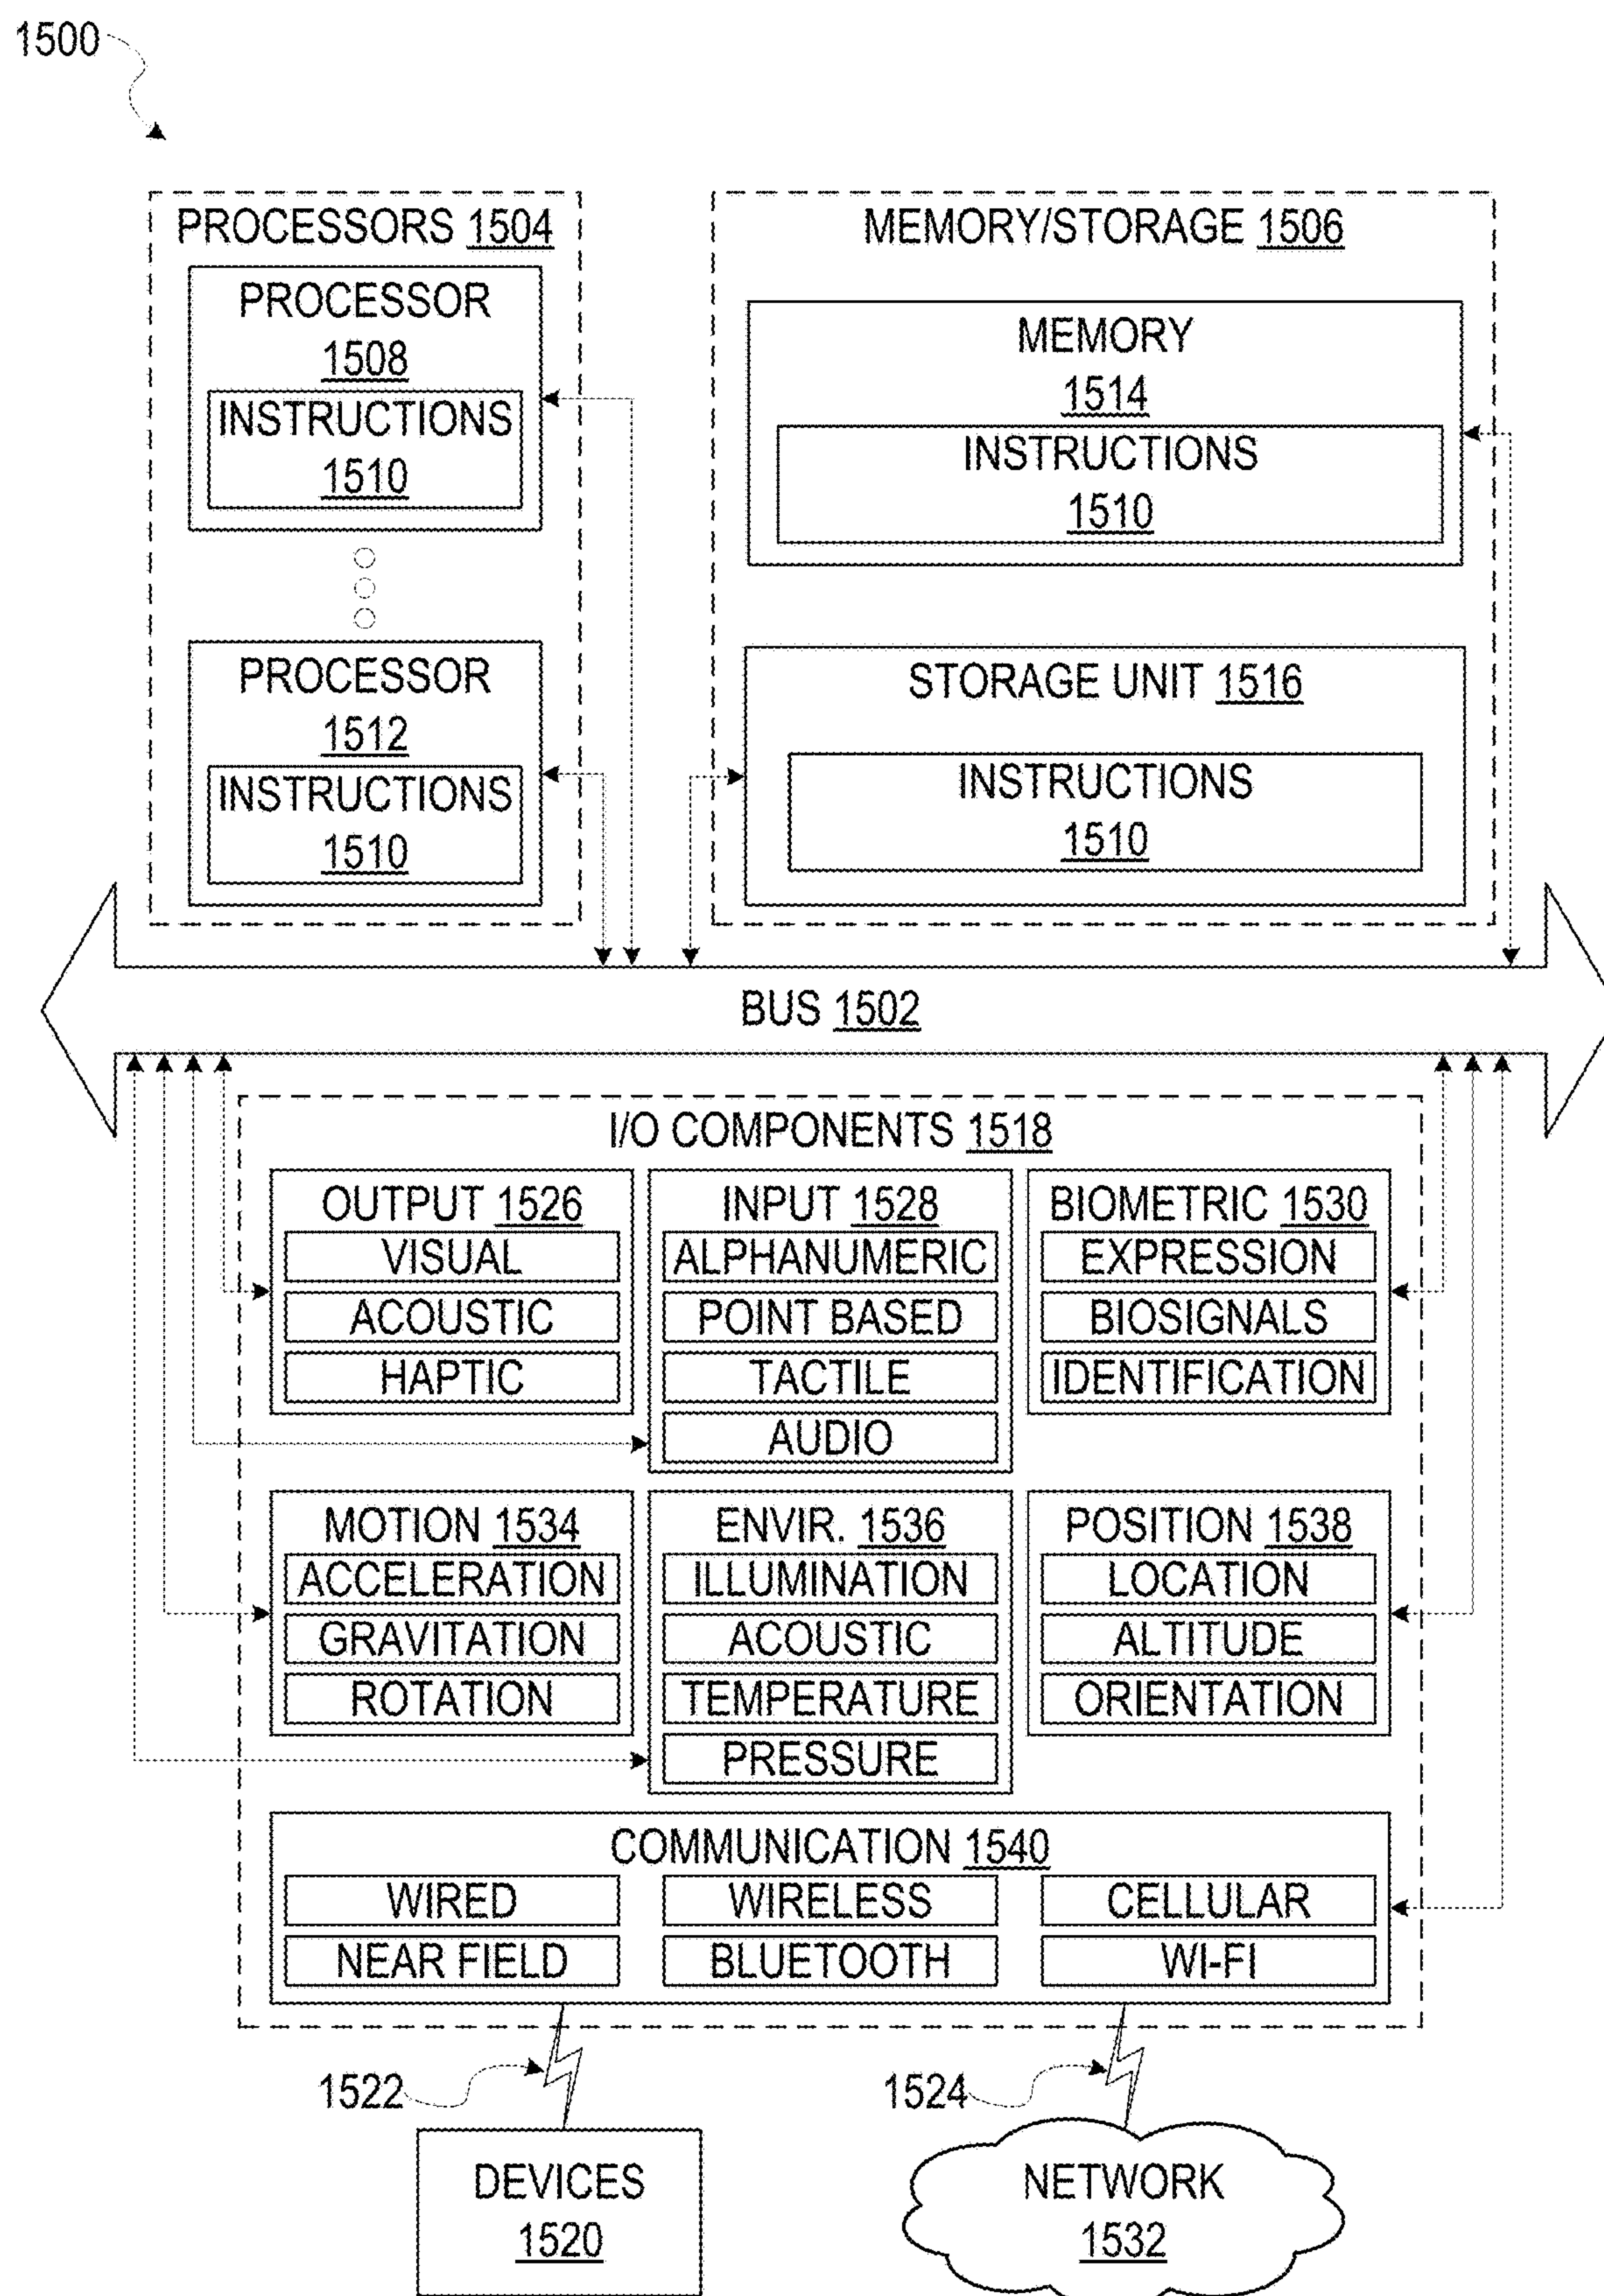 1500
PROCESSORS 1504
PROCESSOR
1508
INSTRUCTIONS
1510
PROCESSOR
1512
INSTRUCTIONS
1510
MEMORY/STORAGE 1506
MEMORY
1514
INSTRUCTIONS
1510
STORAGE UNIT 1516
INSTRUCTIONS
1510
BUS 1502
I/O COMPONENTS 1518
OUTPUT 1526
VISUAL
ACOUSTIC
HAPTIC
INPUT 1528
ALPHANUMERIC
POINT BASED
TACTILE
AUDIO
BIOMETRIC 1530
EXPRESSION
BIOSIGNALS
IDENTIFICATION
MOTION 1534
ACCELERATION
GRAVITATION
ROTATION
ENVIR. 1536
ILLUMINATION
ACOUSTIC
TEMPERATURE
PRESSURE
POSITION 1538
LOCATION
ALTITUDE
ORIENTATION
COMMUNICATION 1540
WIRED
WIRELESS
CELLULAR
NEAR FIELD
BLUETOOTH
WI-FI
1522
1524
DEVICES
1520
NETWORK
1532